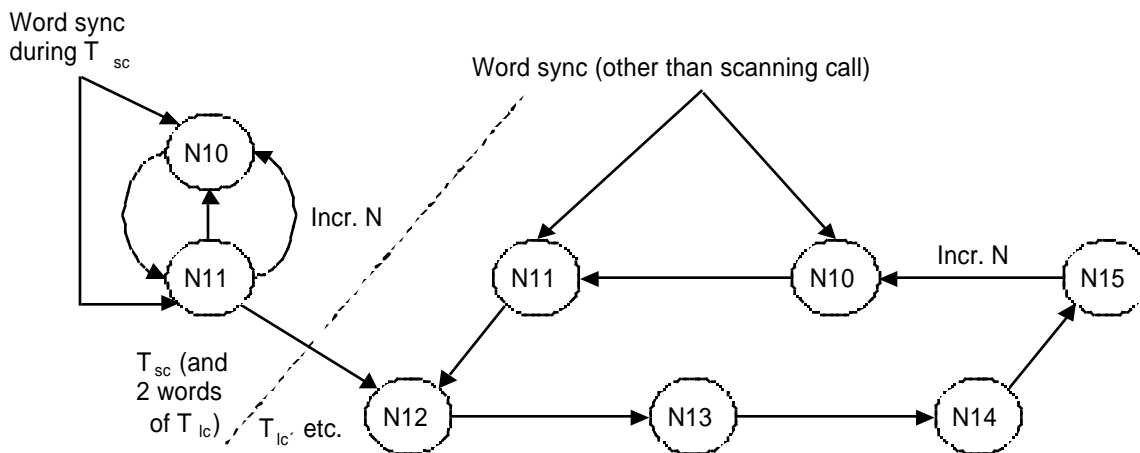 Word sync
during T sc
Word sync (other than scanning call)
N10
Incr. N
N11
N11
N10
Incr. N
N15
T sc (and
2 words
of T lc)
T lc' etc.
N12
N13
N14